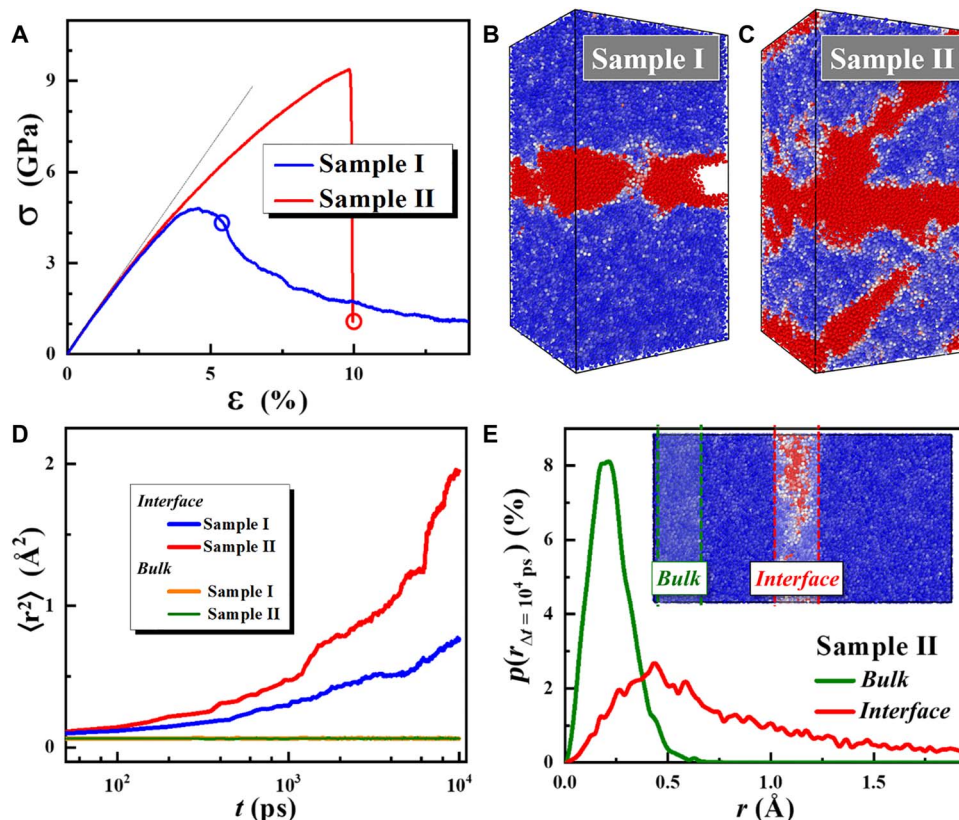 A
σ (GPa)
9
6
3
0
0
5
10
ε (%)
Sample I
Sample II
B
Sample I
C
Sample II
D
⟨r²⟩ (Å²)
2
1
0
10²
10³
10⁴
t (ps)
Interface
Sample I
Sample II
Bulk
Sample I
Sample II
E
p(r Δt = 10⁴ ps) (%)
8
6
4
2
0
0.0
0.5
1.0
1.5
r (Å)
Bulk
Interface
Sample II
Bulk
Interface